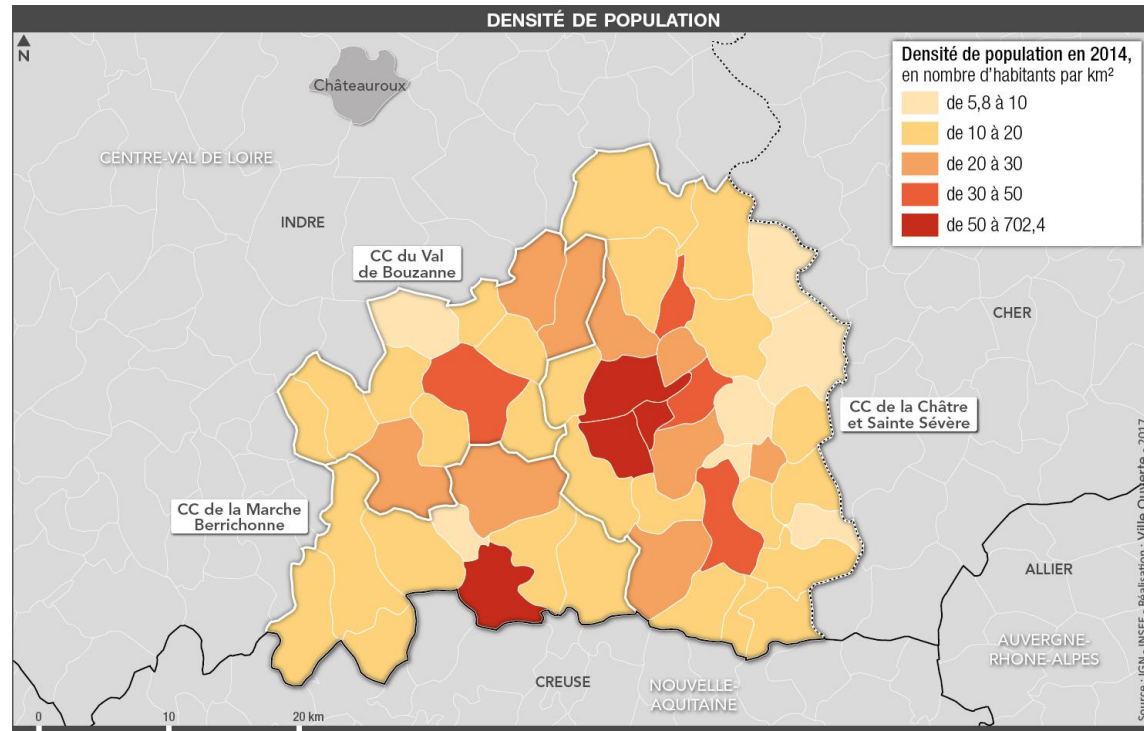 DENSITÉ DE POPULATION
N
Châteauroux
Densité de population en 2014,
en nombre d'habitants par km²
de 5,8 à 10
de 10 à 20
de 20 à 30
de 30 à 50
de 50 à 702,4
CENTRE-VAL DE LOIRE
INDRE
CC du Val
de Bouzanne
CHER
CC de la Châtre
et Sainte Sévère
CC de la Marche
Berrichonne
ALLIER
AUVERGNE-
RHONE-ALPES
CREUSE
NOUVELLE-
AQUITAINE
0 10 20 km
Source : IGN - INSEE - Réalisation : Ville Ouverte - 2017